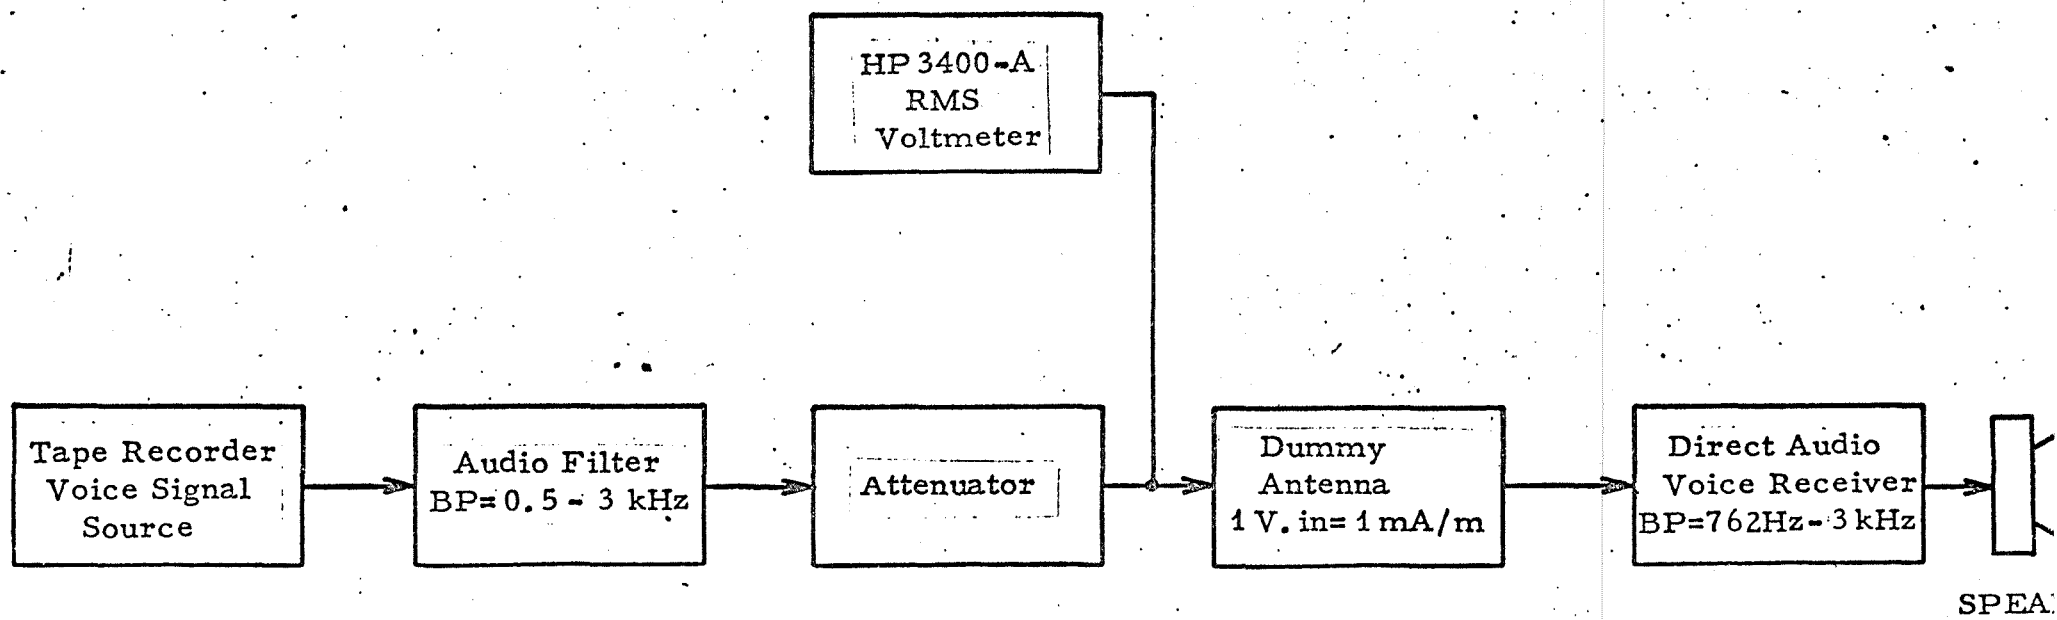 HP 3400-A
RMS
Voltmeter
Tape Recorder
Voice Signal
Source
Audio Filter
BP= 0.5 - 3 kHz
Attenuator
Dummy
Antenna
1 V. in= 1 mA/m
Direct Audio
Voice Receiver
BP=762Hz- 3 kHz